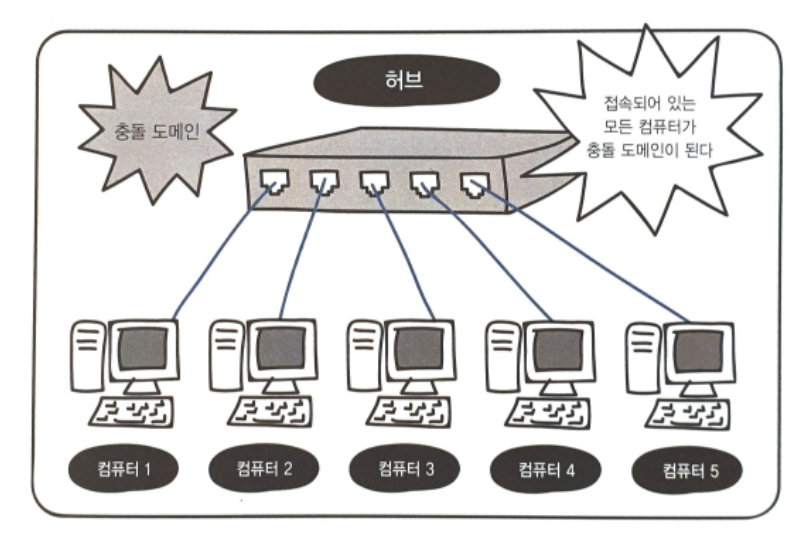 허브
충돌 도메인
접속되어 있는
모든 컴퓨터가
충돌 도메인이 된다
컴퓨터 1
컴퓨터 2
컴퓨터 3
컴퓨터 4
컴퓨터 5